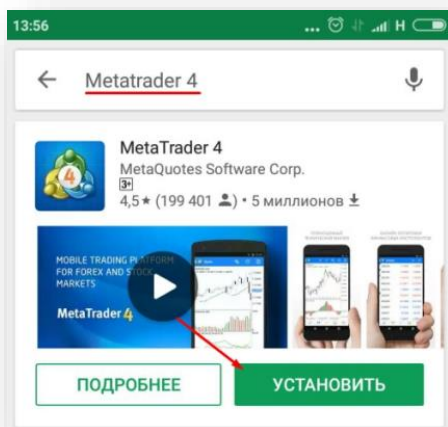 13:56
... H
Metatrader 4
MetaTrader 4
MetaQuotes Software Corp.
3+
4,5★ (199 401) • 5 миллионов
MOBILE TRADING PLATFORM
FOR FOREX AND STOCK
MARKETS
MetaTrader 4
ПОДРОБНЕЕ
УСТАНОВИТЬ